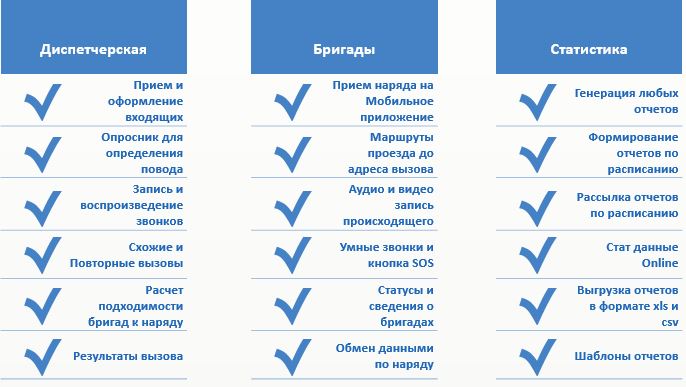 Диспетчерская
Прием и
оформление
входящих
Опросник для
определения
повода
Запись и
воспроизведение
звонков
Схожие и
Повторные вызовы
Расчет
подходимости
бригад к наряду
Результаты вызова
Бригады
Прием наряда на
Мобильное
приложение
Маршруты
проезда до
адреса вызова
Аудио и видео
запись
происходящего
Умные звонки и
кнопка SOS
Статусы и
сведения о
бригадах
Обмен данными
по наряду
Статистика
Генерация любых
отчетов
Формирование
отчетов по
расписанию
Рассылка отчетов
по расписанию
Стат данные
Online
Выгрузка отчетов
в формате xls и
csv
Шаблоны отчетов